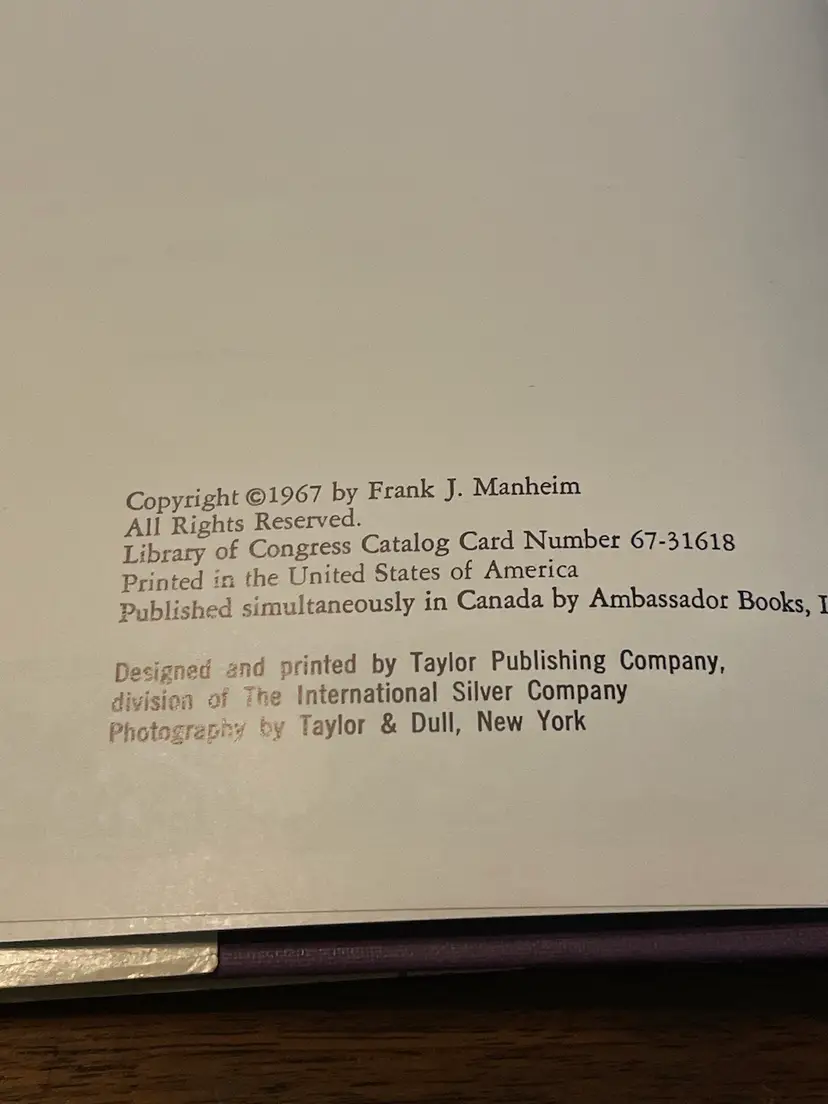 Copyright ©1967 by Frank J. Manheim
All Rights Reserved.
Library of Congress Catalog Card Number 67-31618
Printed in the United States of America
Published simultaneously in Canada by Ambassador Books,
Designed and printed by Taylor Publishing Company,
division of The International Silver Company
Photography by Taylor & Dull, New York